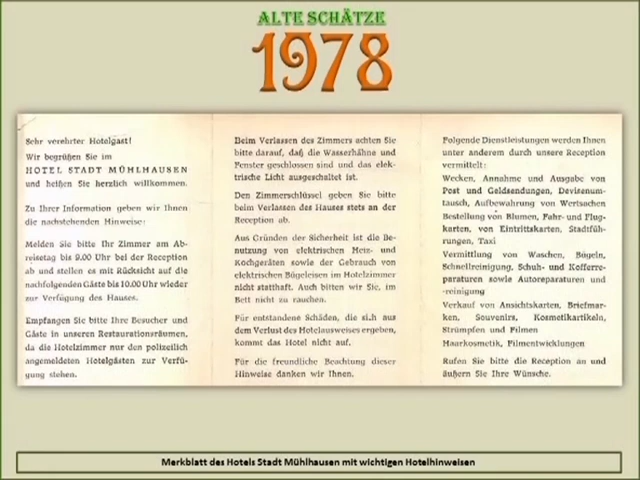 ALTE SCHÄTZE
1978
Sehr verehrter Hotelgast!
Wir begrüßen Sie im
HOTEL STADT MÜHLHAUSEN
und heißen Sie herzlich willkommen.
Zu Ihrer Information geben wir Ihnen
die nachstehenden Hinweise:
Melden Sie bitte Ihr Zimmer am Ab-
reisetag bis 9.00 Uhr bei der Reception
ab und stellen es mit Rücksicht auf die
nachfolgenden Gäste bis 10.00 Uhr wieder
zur Verfügung des Hauses.
Empfangen Sie bitte Ihre Besucher und
Gäste in unseren Restaurationsräumen,
da die Hotelzimmer nur den polizeilich
angemeldeten Hotelgästen zur Verfü-
gung stehen.
Beim Verlassen des Zimmers achten Sie
bitte darauf, daß die Wasserhähne und
Fenster geschlossen sind und das elek-
trische Licht ausgeschaltet ist.
Den Zimmerschlüssel geben Sie bitte
beim Verlassen des Hauses stets an der
Reception ab.
Aus Gründen der Sicherheit ist die Be-
nutzung von elektrischen Heiz- und
Kochgeräten sowie der Gebrauch von
elektrischen Bügeleisen im Hotelzimmer
nicht statthaft. Auch bitten wir Sie, im
Bett nicht zu rauchen.
Für entstandene Schäden, die sich aus
dem Verlust des Hotelausweises ergeben,
kommt das Hotel nicht auf.
Für die freundliche Beachtung dieser
Hinweise danken wir Ihnen.
Folgende Dienstleistungen werden Ihnen
unter anderem durch unsere Reception
vermittelt:
Wecken, Annahme und Ausgabe von
Post und Geldsendungen, Devisenum-
tausch, Aufbewahrung von Wertsachen
Bestellung von Blumen, Fahr- und Flug-
karten, von Eintrittskarten, Stadtfüh-
rungen, Taxi
Vermittlung von Waschen, Bügeln,
Schnellreinigung, Schuh- und Kofferre-
paraturen sowie Autoreparaturen und
-reinigung
Verkauf von Ansichtskarten, Briefmar-
ken, Souvenirs, Kosmetikartikeln,
Strümpfen und Filmen
Haarkosmetik, Filmentwicklungen
Rufen Sie bitte die Reception an und
äußern Sie Ihre Wünsche.
Merkblatt des Hotels Stadt Mühlhausen mit wichtigen Hotelhinweisen